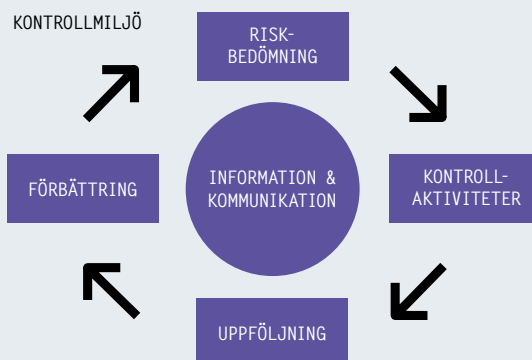 KONTROLLMILJÖ
RISK-
BEDÖMNING
KONTROLL-
AKTIVITETER
UPPFÖLJNING
FÖRBÄTTRING
INFORMATION &
KOMMUNIKATION